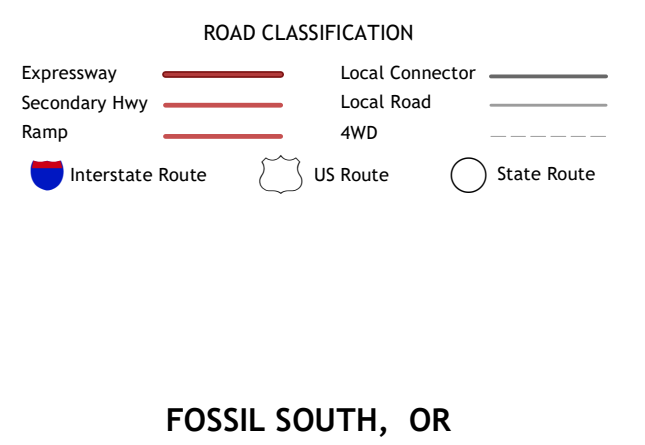 ROAD CLASSIFICATION
Expressway Local Connector
Secondary Hwy Local Road
Ramp 4WD
Interstate Route US Route State Route
FOSSIL SOUTH, OR